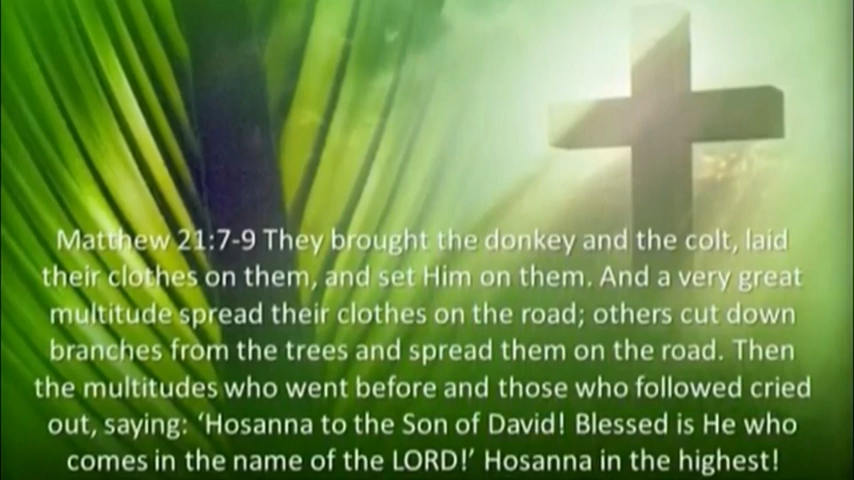 Matthew 21:7-9 They brought the donkey and the colt, laid
their clothes on them, and set Him on them. And a very great
multitude spread their clothes on the road; others cut down
branches from the trees and spread them on the road. Then
the multitudes who went before and those who followed cried
out, saying: ‘Hosanna to the Son of David! Blessed is He who
comes in the name of the LORD!’ Hosanna in the highest!